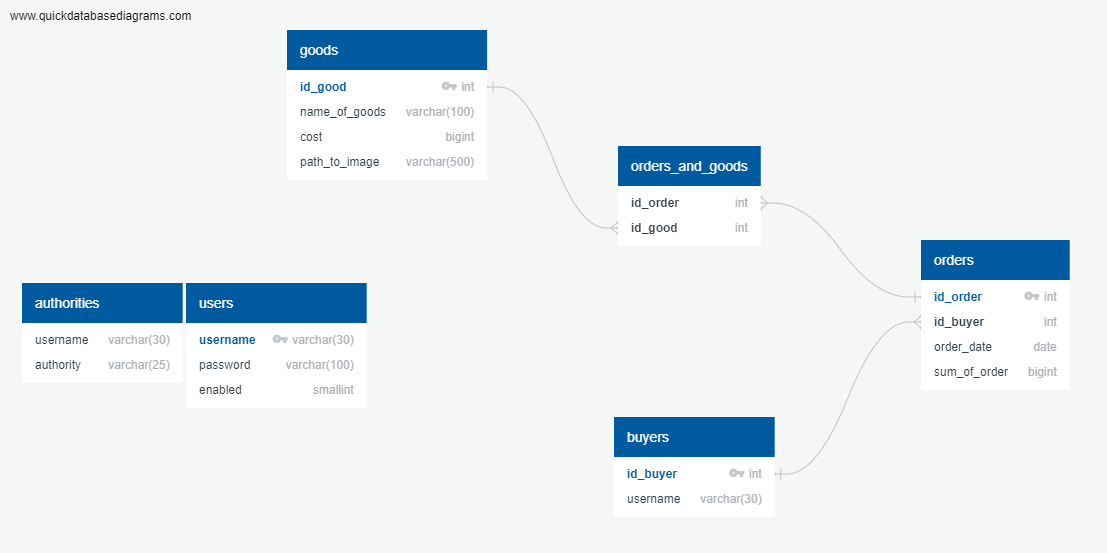 www.quickdatabasediagrams.com
goods
id_good int
name_of_goods varchar(100)
cost bigint
path_to_image varchar(500)
orders_and_goods
id_order int
id_good int
orders
id_order int
id_buyer int
order_date date
sum_of_order bigint
authorities
username varchar(30)
authority varchar(25)
users
username varchar(30)
password varchar(100)
enabled smallint
buyers
id_buyer int
username varchar(30)